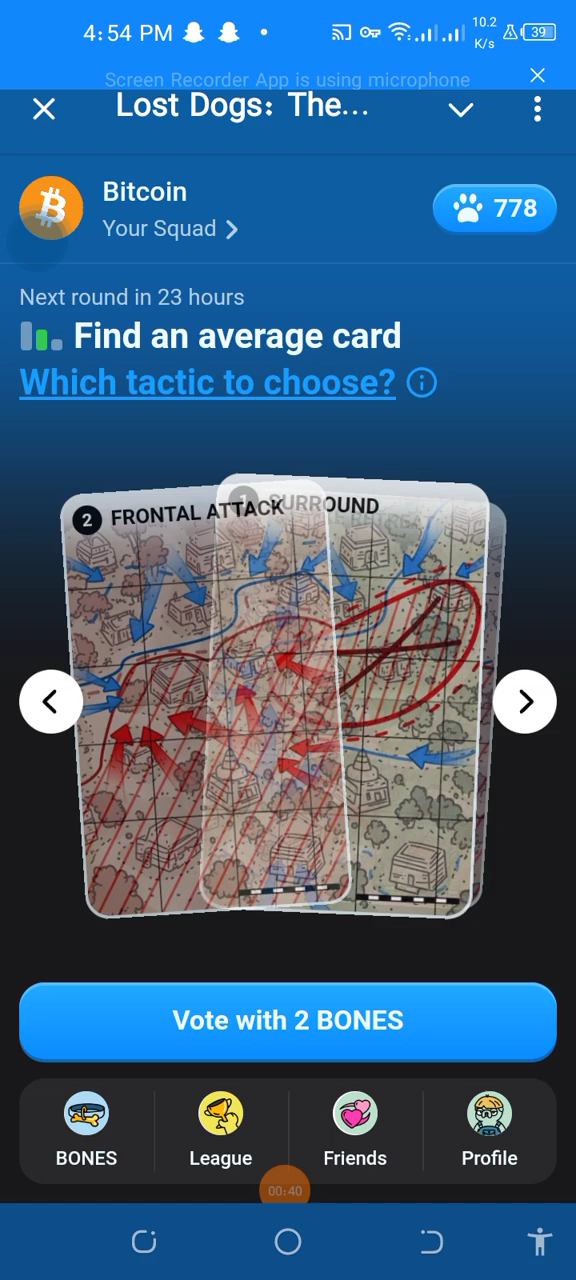 4:54 PM
10.2
K/s
39
Screen Recorder App is using microphone
Lost Dogs: The...
Bitcoin
Your Squad
778
Next round in 23 hours
Find an average card
Which tactic to choose?
2 FRONTAL ATTACK
1 SURROUND
Vote with 2 BONES
BONES
League
Friends
Profile
00:40